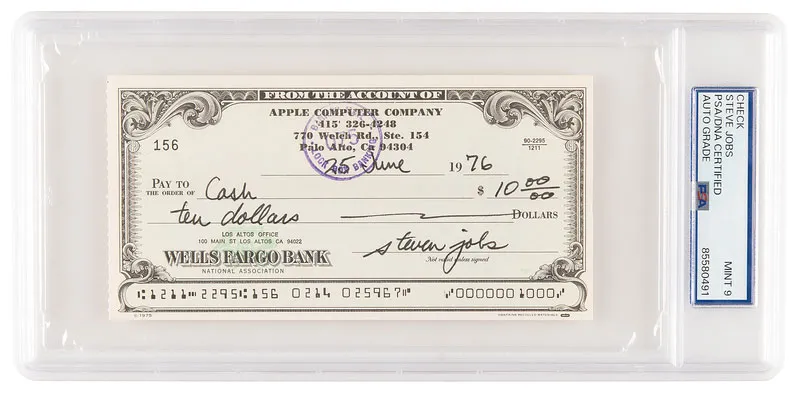 FROM THE ACCOUNT OF
APPLE COMPUTER COMPANY
'415' 326-4248
770 Welch Rd., Ste. 154
Palo Alto, Ca 94304
156
90-2295
1211
25 June 1976
PAY TO
THE ORDER OF Cash $ 10 00/00
ten dollars DOLLARS
LOS ALTOS OFFICE
100 MAIN ST LOS ALTOS CA 94022
WELLS FARGO BANK
NATIONAL ASSOCIATION
steven jobs
Not valid unless signed
⑆1211⑉2295⑆156 0214 025967⑈ ⑈0000001000⑈
© 1975
CHECK
STEVE JOBS
PSA/DNA CERTIFIED
AUTO GRADE
PSA
MINT 9
85580491